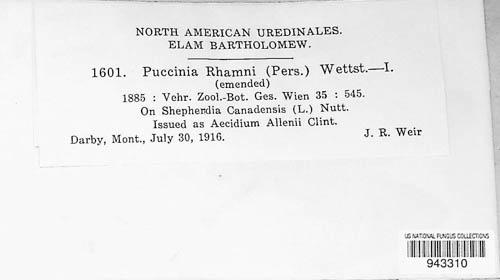 NORTH AMERICAN UREDINALES.
ELAM BARTHOLOMEW.
1601. Puccinia Rhamni (Pers.) Wettst.—I.
(emended)
1885 : Vehr. Zool.-Bot. Ges. Wien 35 : 545.
On Shepherdia Canadensis (L.) Nutt.
Issued as Aecidium Allenii Clint.
Darby, Mont., July 30, 1916. J. R. Weir
US NATIONAL FUNGUS COLLECTIONS
943310